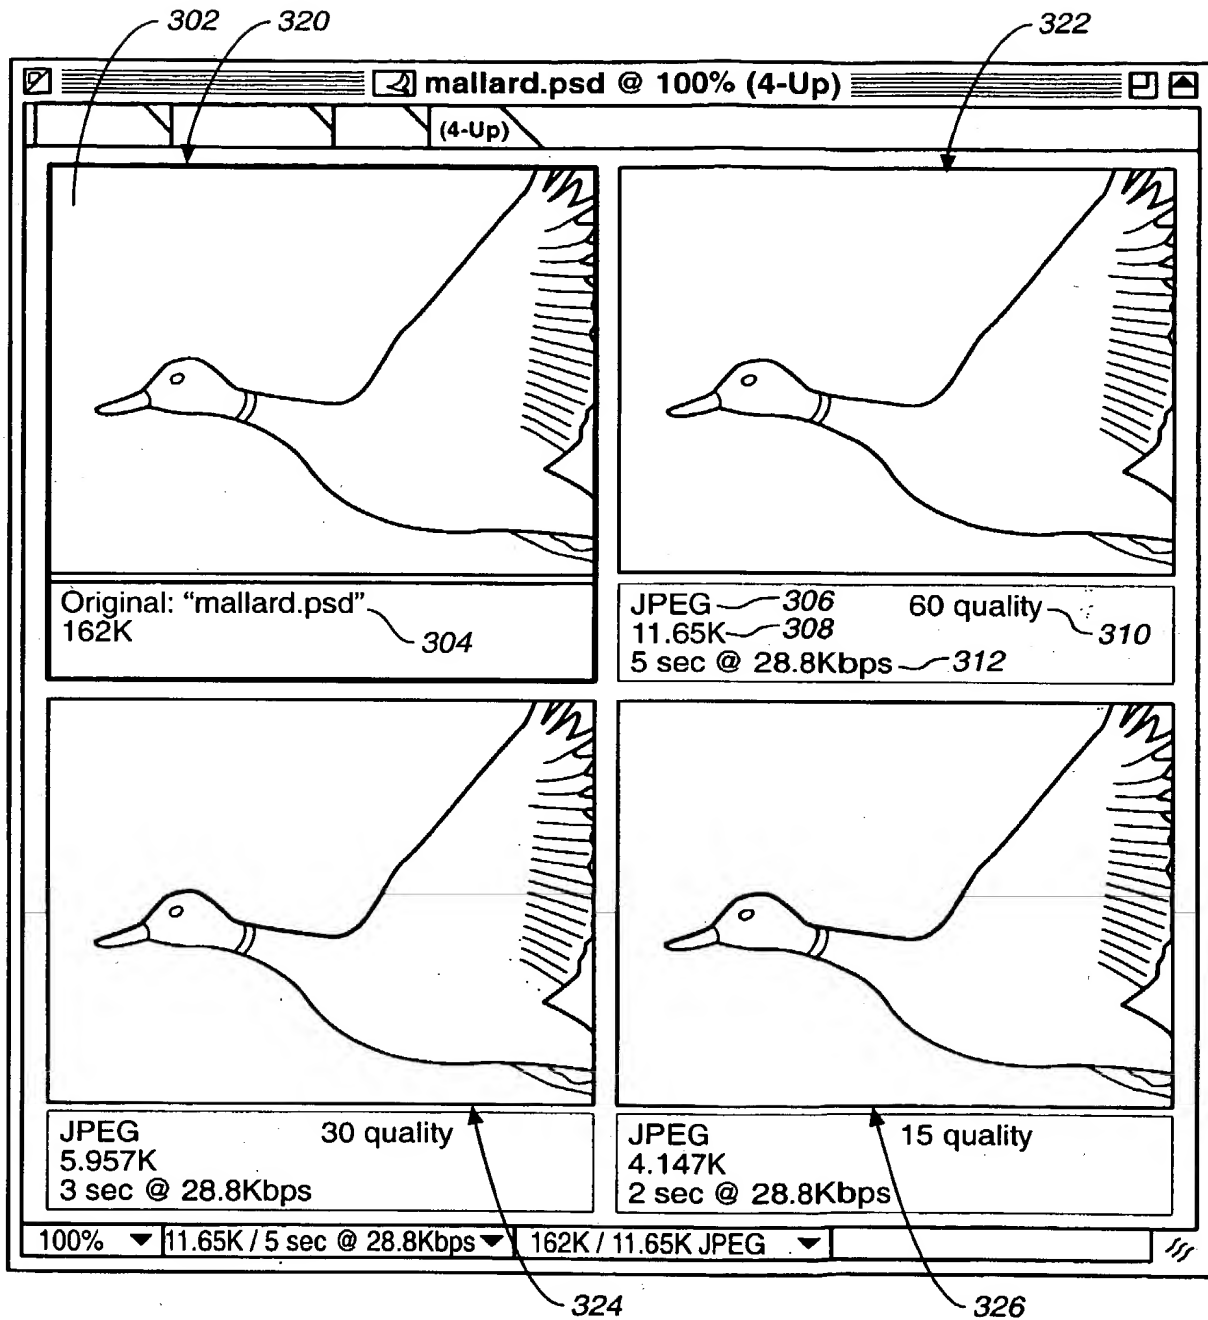 302 320 322
mallard.psd @ 100% (4-Up)
(4-Up)
Original: “mallard.psd”
162K
304
JPEG 306 60 quality
11.65K 308 310
5 sec @ 28.8Kbps 312
JPEG 30 quality
5.957K
3 sec @ 28.8Kbps
JPEG 15 quality
4.147K
2 sec @ 28.8Kbps
100% 11.65K / 5 sec @ 28.8Kbps 162K / 11.65K JPEG
324 326